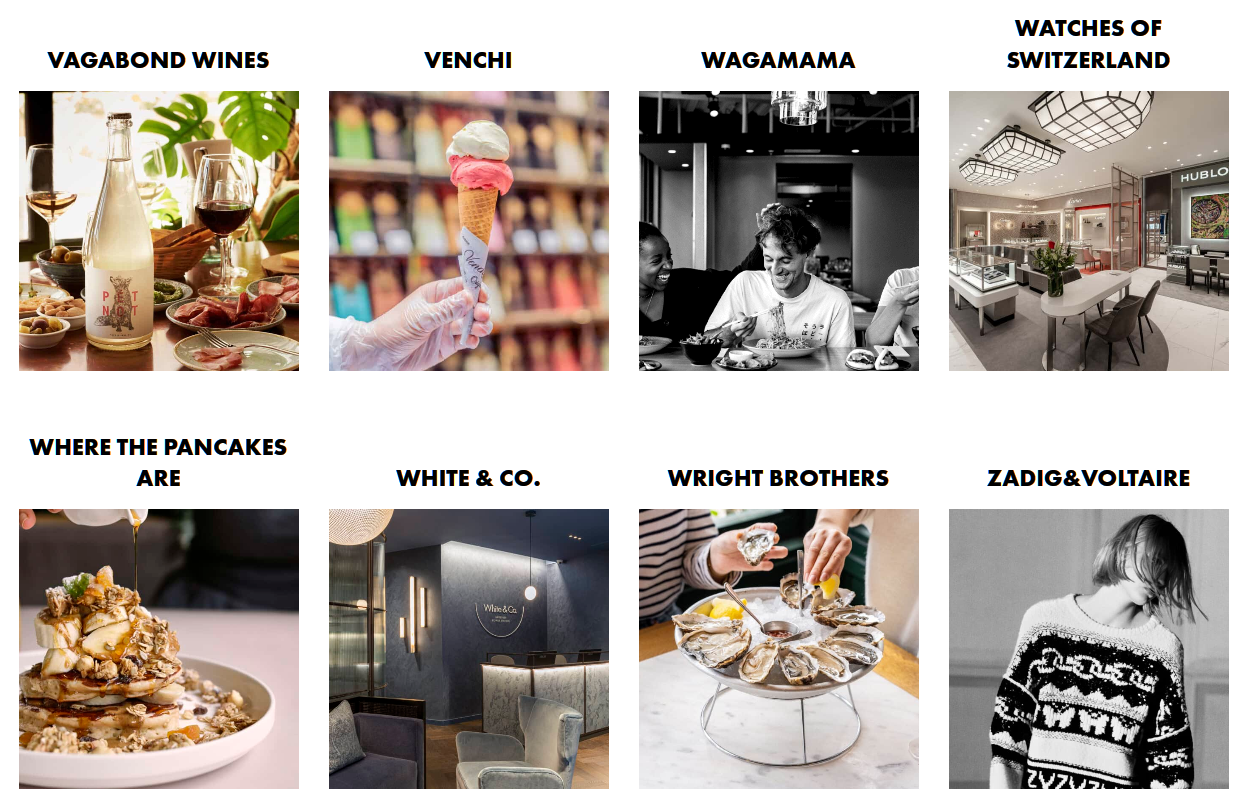 VAGABOND WINES
VENCHI
WAGAMAMA
WATCHES OF
SWITZERLAND
PET
NAT
HUBLO
WHERE THE PANCAKES
ARE
WHITE & CO.
WRIGHT BROTHERS
ZADIG&VOLTAIRE
White & Co.